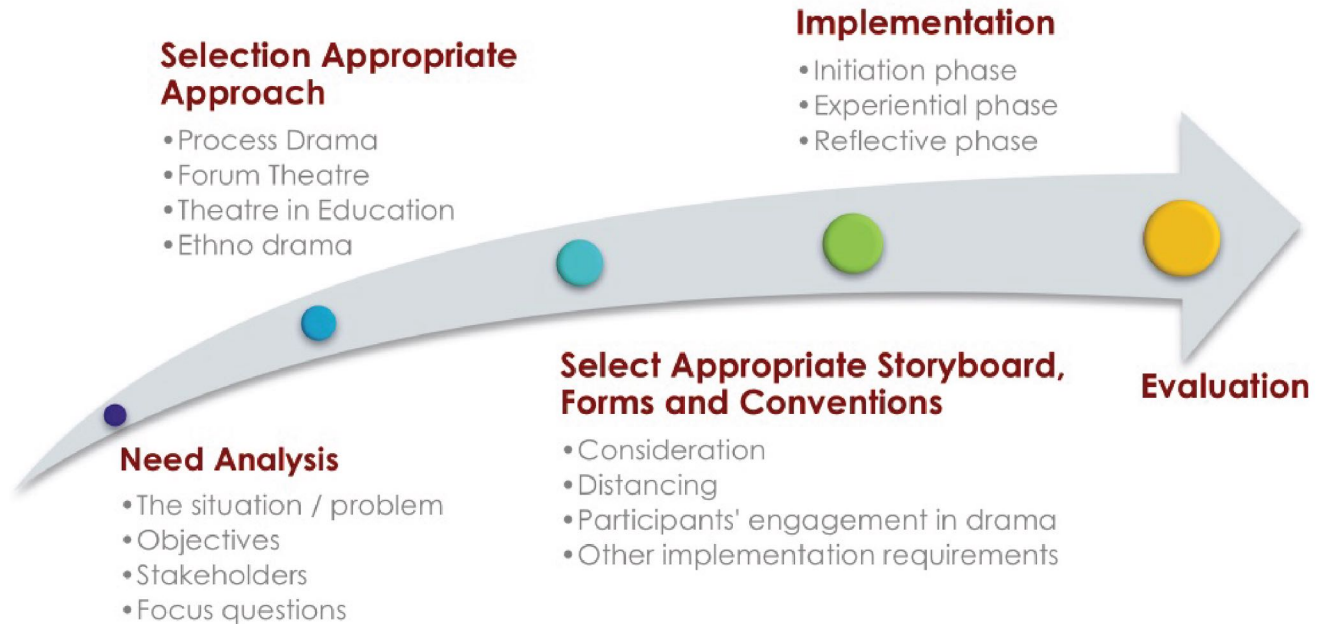 Need Analysis
•The situation / problem
•Objectives
•Stakeholders
•Focus questions
Selection Appropriate
Approach
•Process Drama
•Forum Theatre
•Theatre in Education
•Ethno drama
Select Appropriate Storyboard,
Forms and Conventions
•Consideration
•Distancing
•Participants' engagement in drama
•Other implementation requirements
Implementation
•Initiation phase
•Experiential phase
•Reflective phase
Evaluation